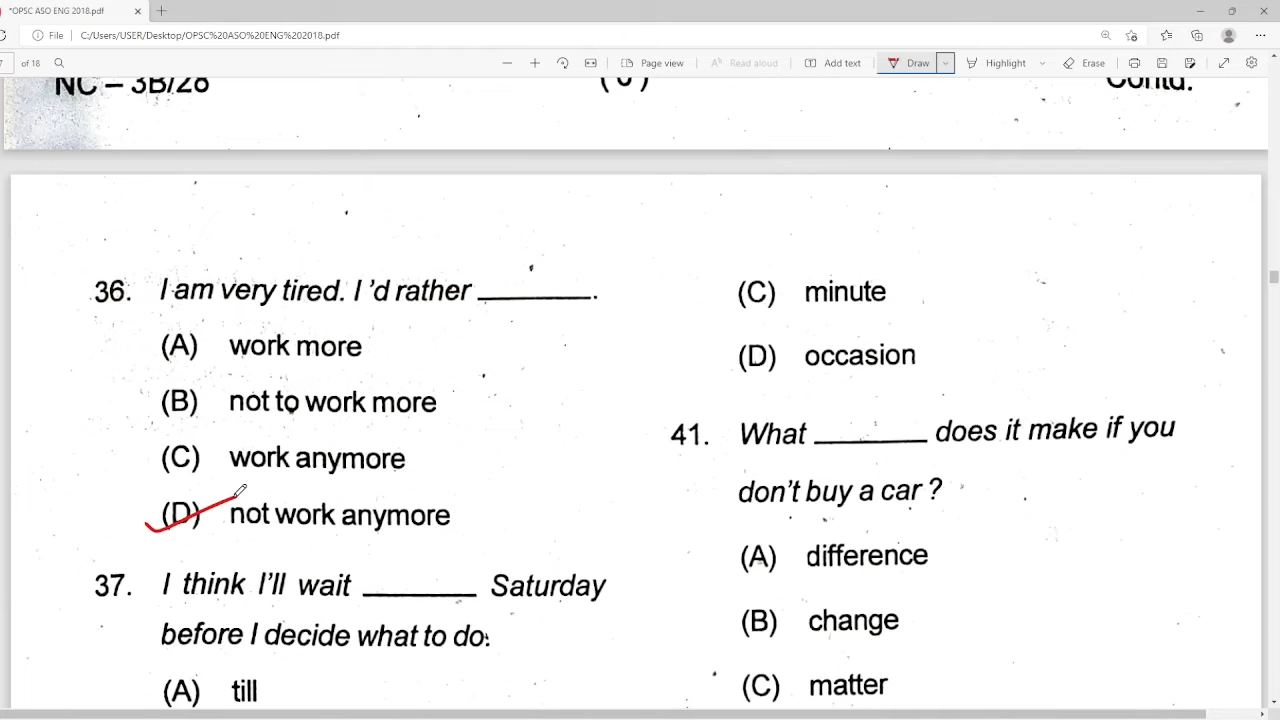 *OPSC ASO ENG 2018.pdf
File C:/Users/USER/Desktop/OPSC%20ASO%20ENG%202018.pdf
of 18 Page view Read aloud Add text Draw Highlight Erase
NC – 3B/28 ( 6 ) Contd.
36. I am very tired. I 'd rather ________.
(A) work more
(B) not to work more
(C) work anymore
(D) not work anymore
37. I think I'll wait ________ Saturday
before I decide what to do.
(A) till
(C) minute
(D) occasion
41. What ________ does it make if you
don't buy a car ?
(A) difference
(B) change
(C) matter